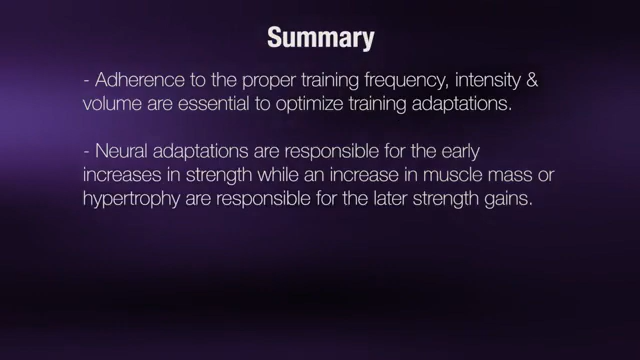 Summary
- Adherence to the proper training frequency, intensity &
volume are essential to optimize training adaptations.
- Neural adaptations are responsible for the early
increases in strength while an increase in muscle mass or
hypertrophy are responsible for the later strength gains.